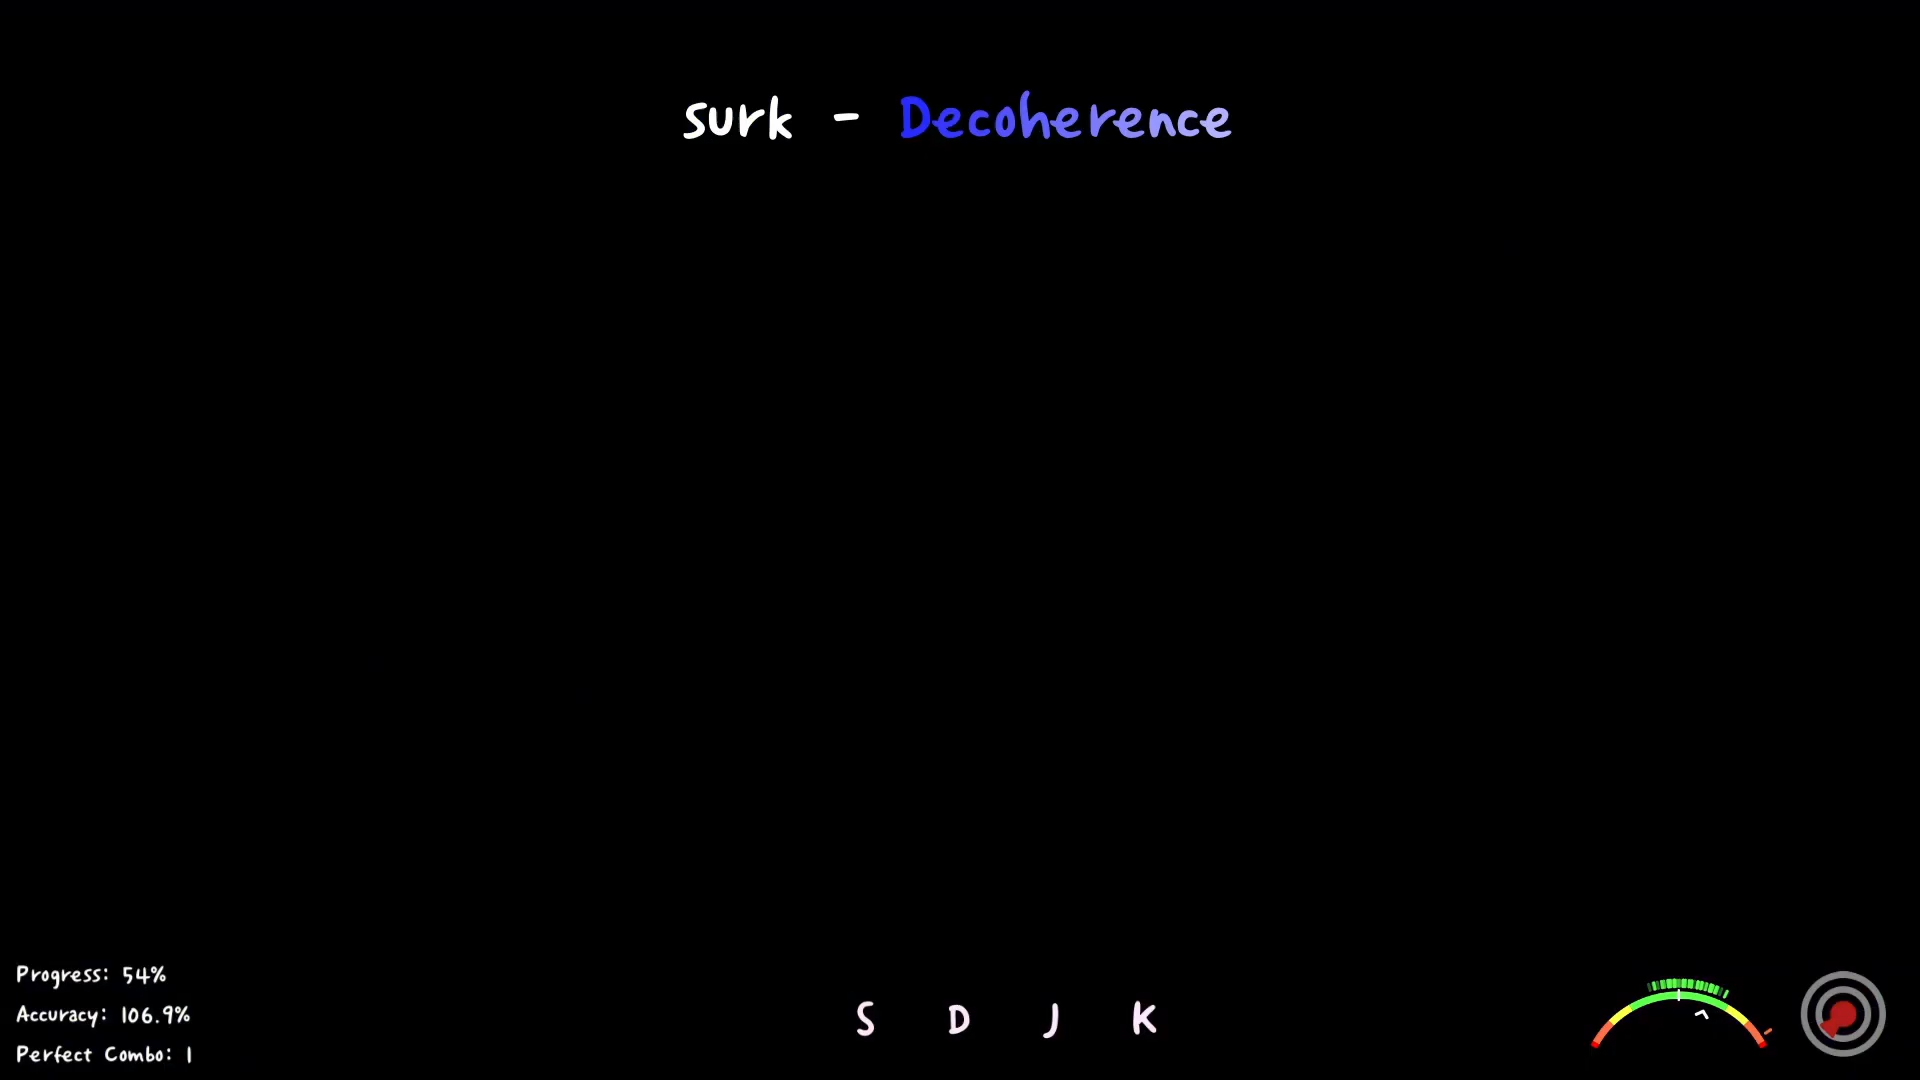 surk - Decoherence
Progress: 54%
Accuracy: 106.9%
Perfect Combo: 1
S D J K